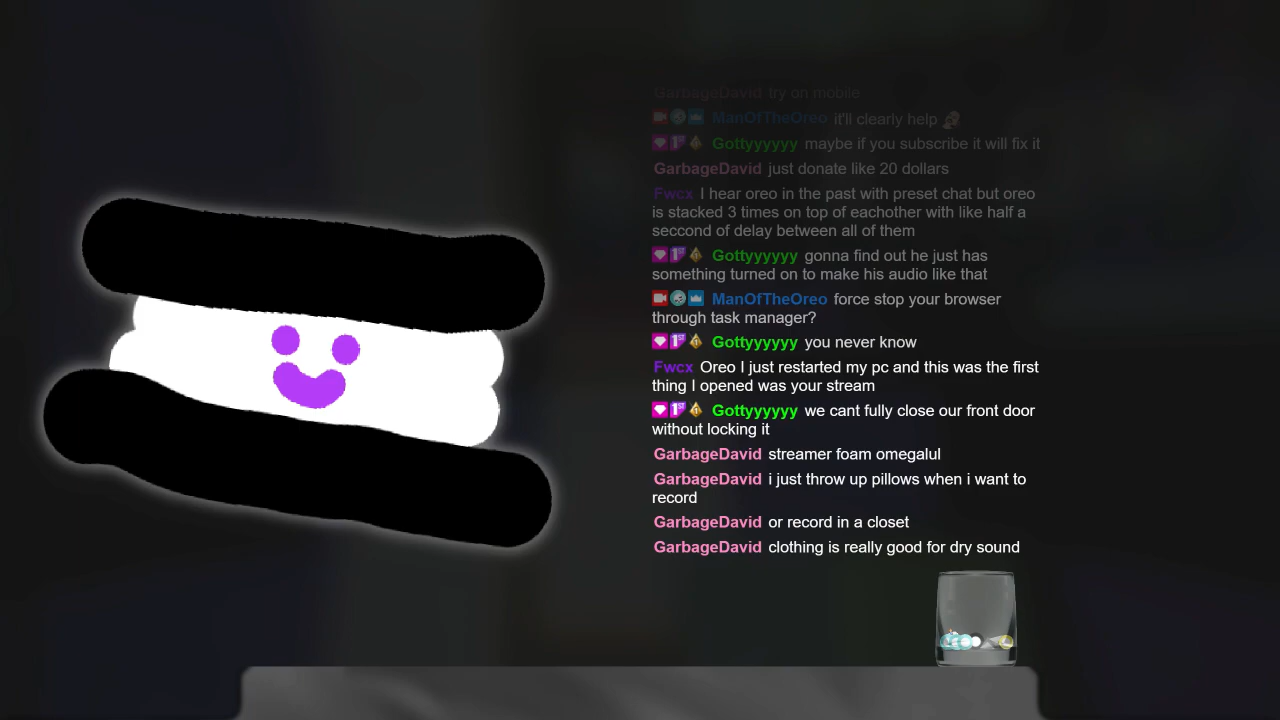 GarbageDavid try on mobile
ManOfTheOreo it'll clearly help
Gottyyyyyy maybe if you subscribe it will fix it
GarbageDavid just donate like 20 dollars
Fwcx I hear oreo in the past with preset chat but oreo
is stacked 3 times on top of eachother with like half a
seccond of delay between all of them
Gottyyyyyy gonna find out he just has
something turned on to make his audio like that
ManOfTheOreo force stop your browser
through task manager?
Gottyyyyyy you never know
Fwcx Oreo I just restarted my pc and this was the first
thing I opened was your stream
Gottyyyyyy we cant fully close our front door
without locking it
GarbageDavid streamer foam omegalul
GarbageDavid i just throw up pillows when i want to
record
GarbageDavid or record in a closet
GarbageDavid clothing is really good for dry sound